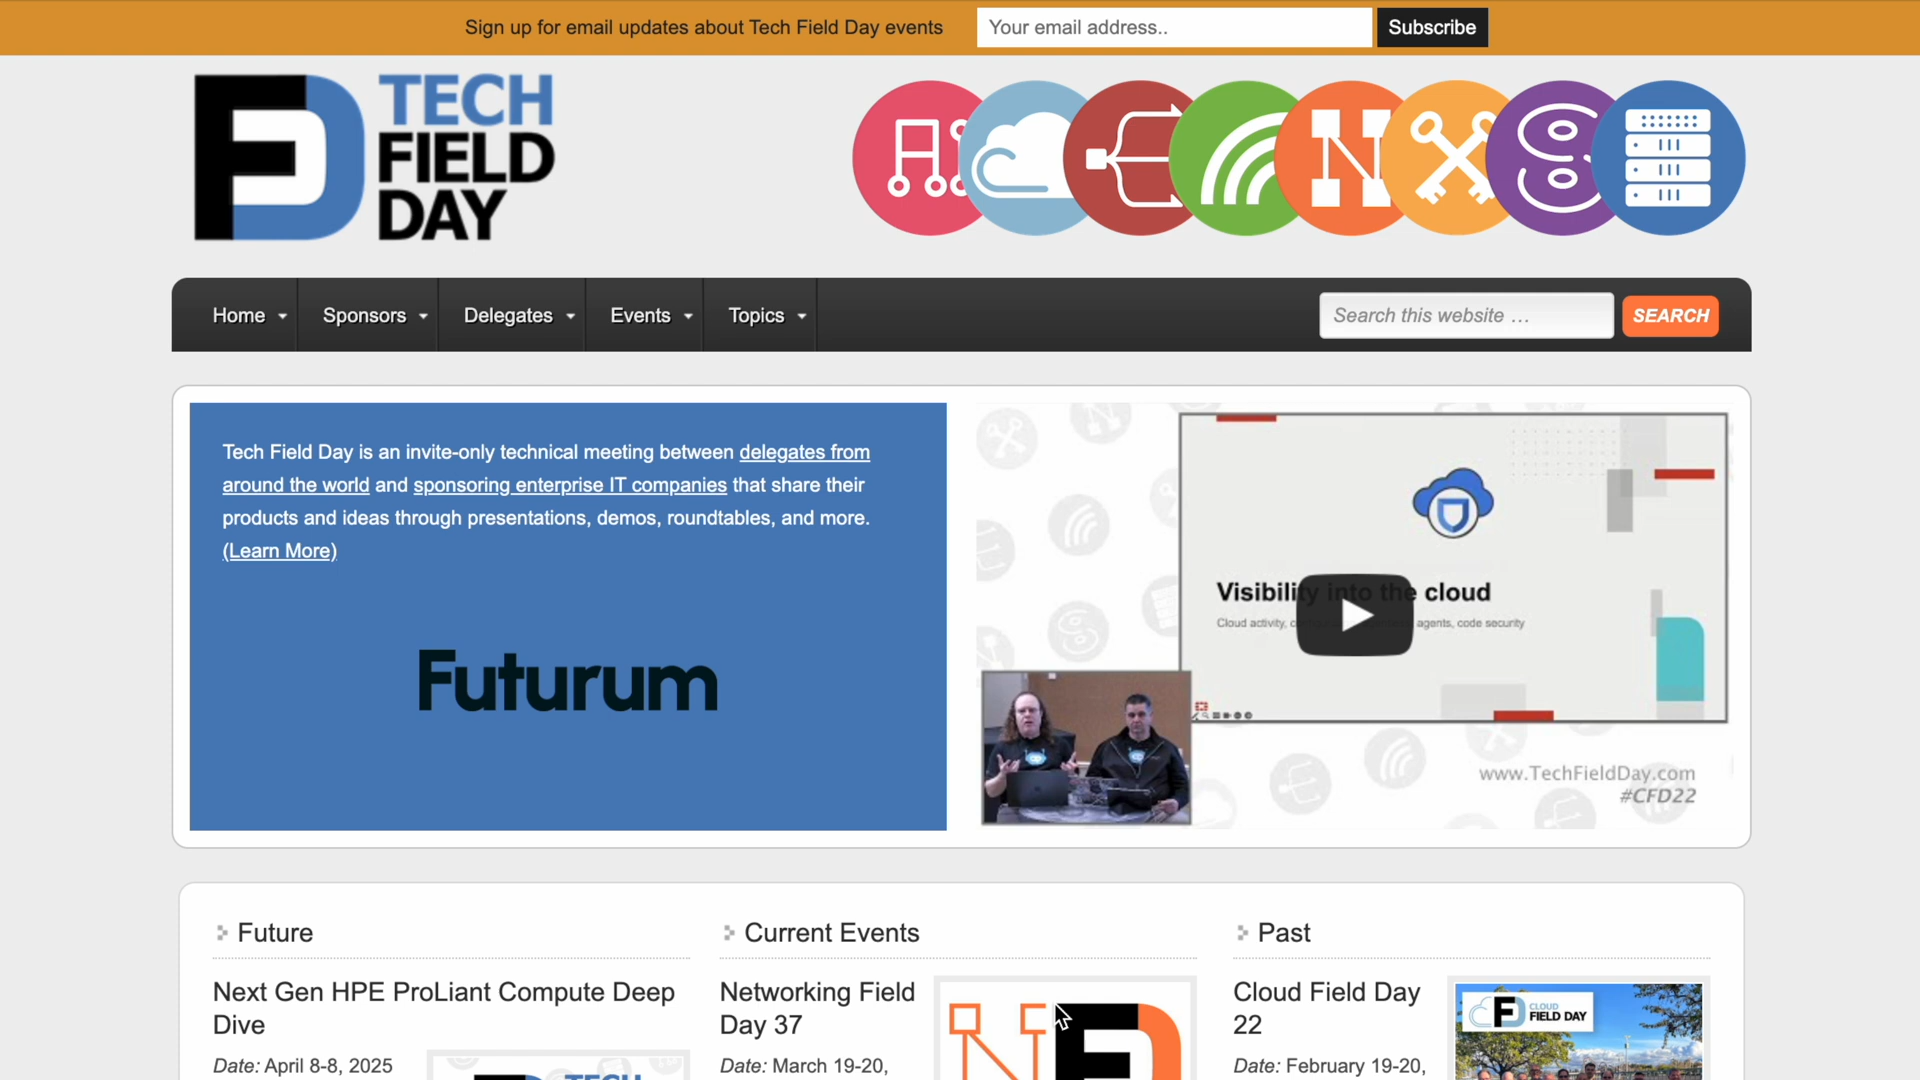 Sign up for email updates about Tech Field Day events
Your email address..
Subscribe
TECH
FIELD
DAY
Home
Sponsors
Delegates
Events
Topics
Search this website …
SEARCH
Tech Field Day is an invite-only technical meeting between delegates from
around the world and sponsoring enterprise IT companies that share their
products and ideas through presentations, demos, roundtables, and more.
(Learn More)
Futurum
Visibility into the cloud
Cloud activity, agents, code security
www.TechFieldDay.com
#CFD22
Future
Next Gen HPE ProLiant Compute Deep
Dive
Date: April 8-8, 2025
TECH
Current Events
Networking Field
Day 37
Date: March 19-20,
Past
Cloud Field Day
22
Date: February 19-20,
CLOUD
FIELD DAY